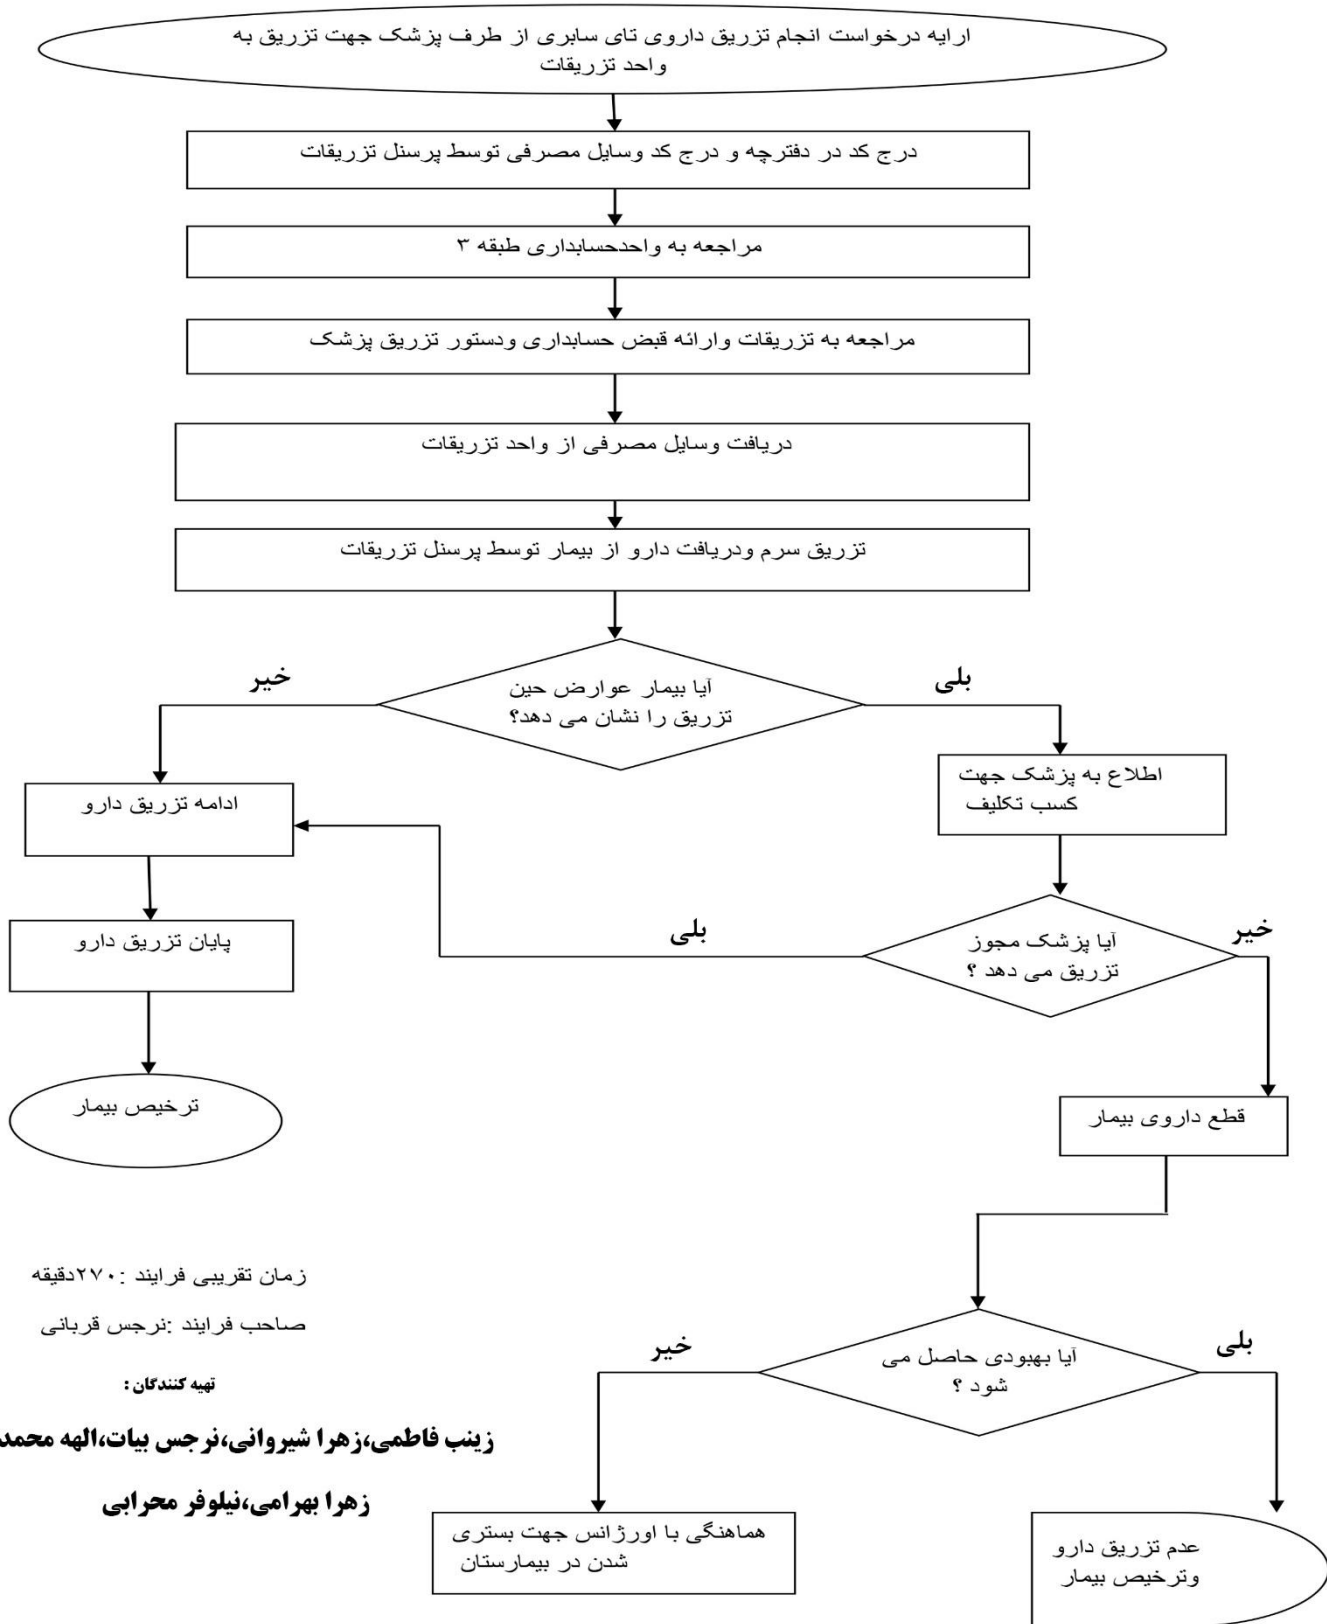 ارایه درخواست انجام تزریق داروی تای سابری از طرف پزشک جهت تزریق به
واحد تزریقات
درج کد در دفترچه و درج کد وسایل مصرفی توسط پرسنل تزریقات
مراجعه به واحدحسابداری طبقه ۳
مراجعه به تزریقات وارائه قبض حسابداری ودستور تزریق پزشک
دریافت وسایل مصرفی از واحد تزریقات
تزریق سرم ودریافت دارو از بیمار توسط پرسنل تزریقات
آیا بیمار عوارض حین
تزریق را نشان می دهد؟
بلی
خیر
اطلاع به پزشک جهت
کسب تکلیف
ادامه تزریق دارو
آیا پزشک مجوز
تزریق می دهد ؟
خیر
بلی
پایان تزریق دارو
ترخیص بیمار
قطع داروی بیمار
آیا بهبودی حاصل می
شود ؟
بلی
خیر
عدم تزریق دارو
وترخیص بیمار
هماهنگی با اورژانس جهت بستری
شدن در بیمارستان
زمان تقریبی فرایند :۲۷۰دقیقه
صاحب فرایند :نرجس قربانی
تهیه کنندگان :
زینب فاطمی،زهرا شیروانی،نرجس بیات،الهه
زهرا بهرامی،نیلوفر محرابی